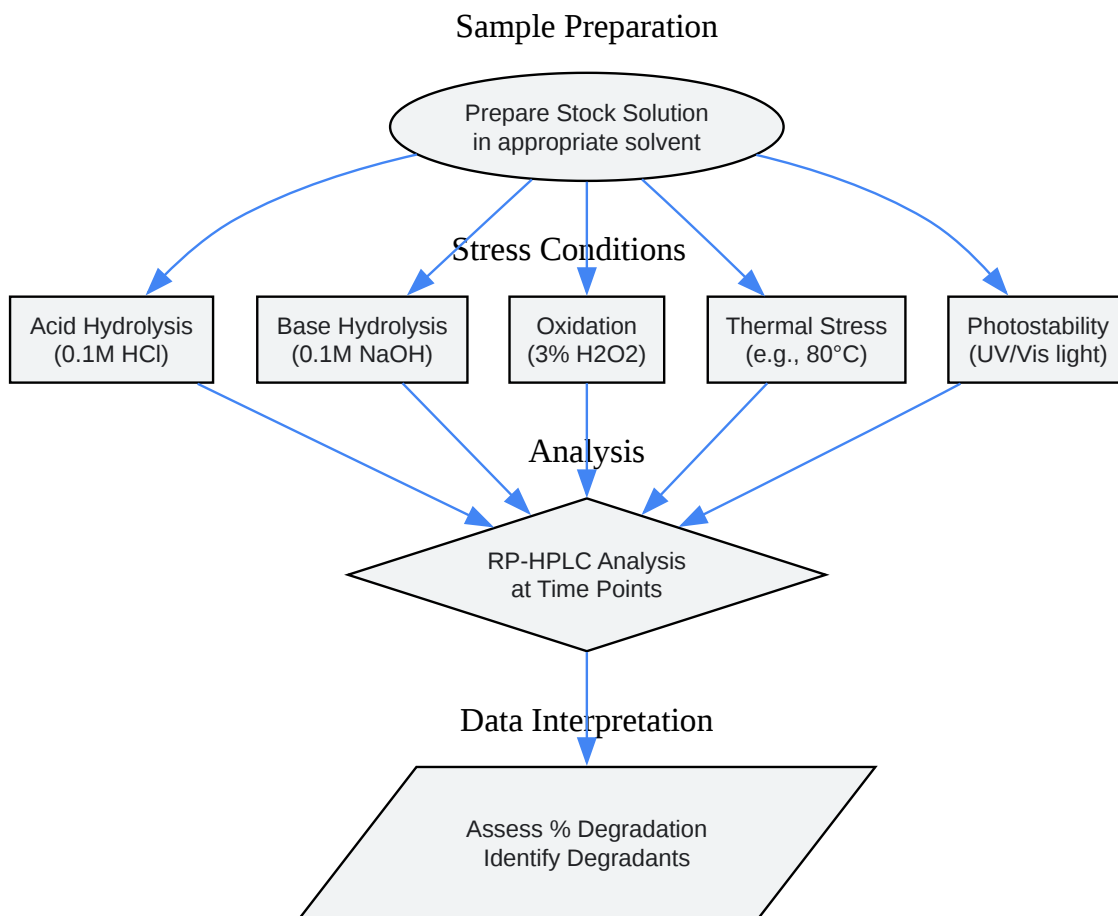 Sample Preparation
Prepare Stock Solution
in appropriate solvent
Stress Conditions
Acid Hydrolysis
(0.1M HCl)
Base Hydrolysis
(0.1M NaOH)
Oxidation
(3% H2O2)
Thermal Stress
(e.g., 80°C)
Photostability
(UV/Vis light)
Analysis
RP-HPLC Analysis
at Time Points
Data Interpretation
Assess % Degradation
Identify Degradants